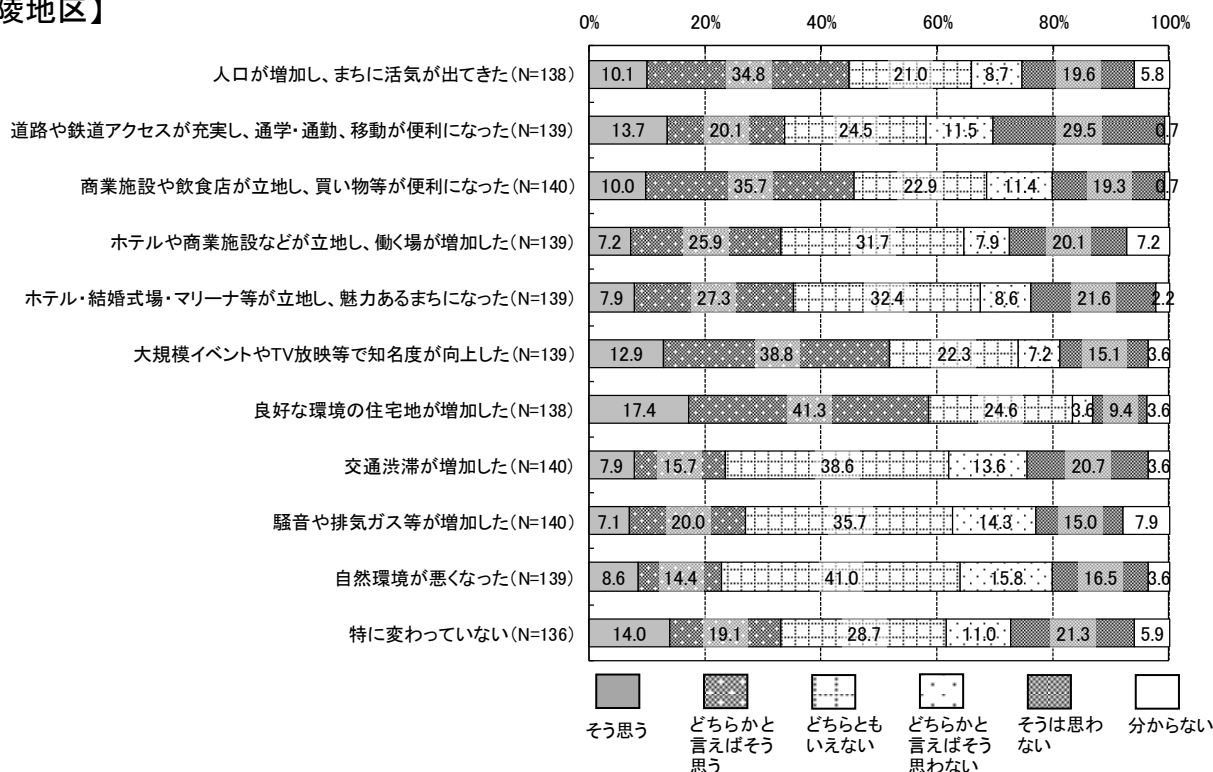 陵地区】
0% 20% 40% 60% 80% 100%
人口が増加し、まちに活気が出てきた(N=138) 10.1 34.8 21.0 8.7 19.6 5.8
道路や鉄道アクセスが充実し、通学・通勤、移動が便利になった(N=139) 13.7 20.1 24.5 11.5 29.5 0.7
商業施設や飲食店が立地し、買い物等が便利になった(N=140) 10.0 35.7 22.9 11.4 19.3 0.7
ホテルや商業施設などが立地し、働く場が増加した(N=139) 7.2 25.9 31.7 7.9 20.1 7.2
ホテル・結婚式場・マリーナ等が立地し、魅力あるまちになった(N=139) 7.9 27.3 32.4 8.6 21.6 2.2
大規模イベントやTV放映等で知名度が向上した(N=139) 12.9 38.8 22.3 7.2 15.1 3.6
良好な環境の住宅地が増加した(N=138) 17.4 41.3 24.6 3.6 9.4 3.6
交通渋滞が増加した(N=140) 7.9 15.7 38.6 13.6 20.7 3.6
騒音や排気ガス等が増加した(N=140) 7.1 20.0 35.7 14.3 15.0 7.9
自然環境が悪くなった(N=139) 8.6 14.4 41.0 15.8 16.5 3.6
特に変わっていない(N=136) 14.0 19.1 28.7 11.0 21.3 5.9
そう思う
どちらかと
言えばそう
思う
どちらとも
いえない
どちらかと
言えばそう
思わない
そうは思わ
ない
分からない